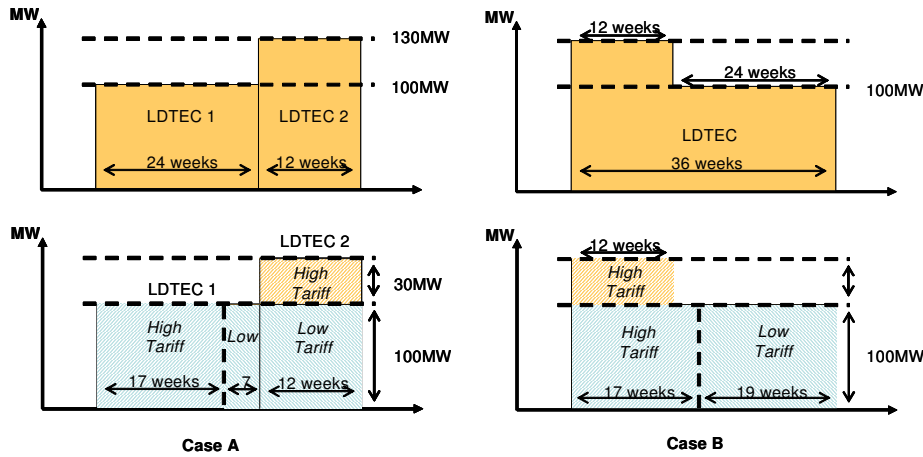 MW
130MW
100MW
LDTEC 1
LDTEC 2
24 weeks
12 weeks
MW
12 weeks
24 weeks
100MW
LDTEC
36 weeks
MW
LDTEC 2
High
Tariff
30MW
LDTEC 1
High
Tariff
Low
Low
Tariff
100MW
17 weeks
7
12 weeks
Case A
MW
12 weeks
High
Tariff
30MW
High
Tariff
Low
Tariff
100MW
17 weeks
19 weeks
Case B